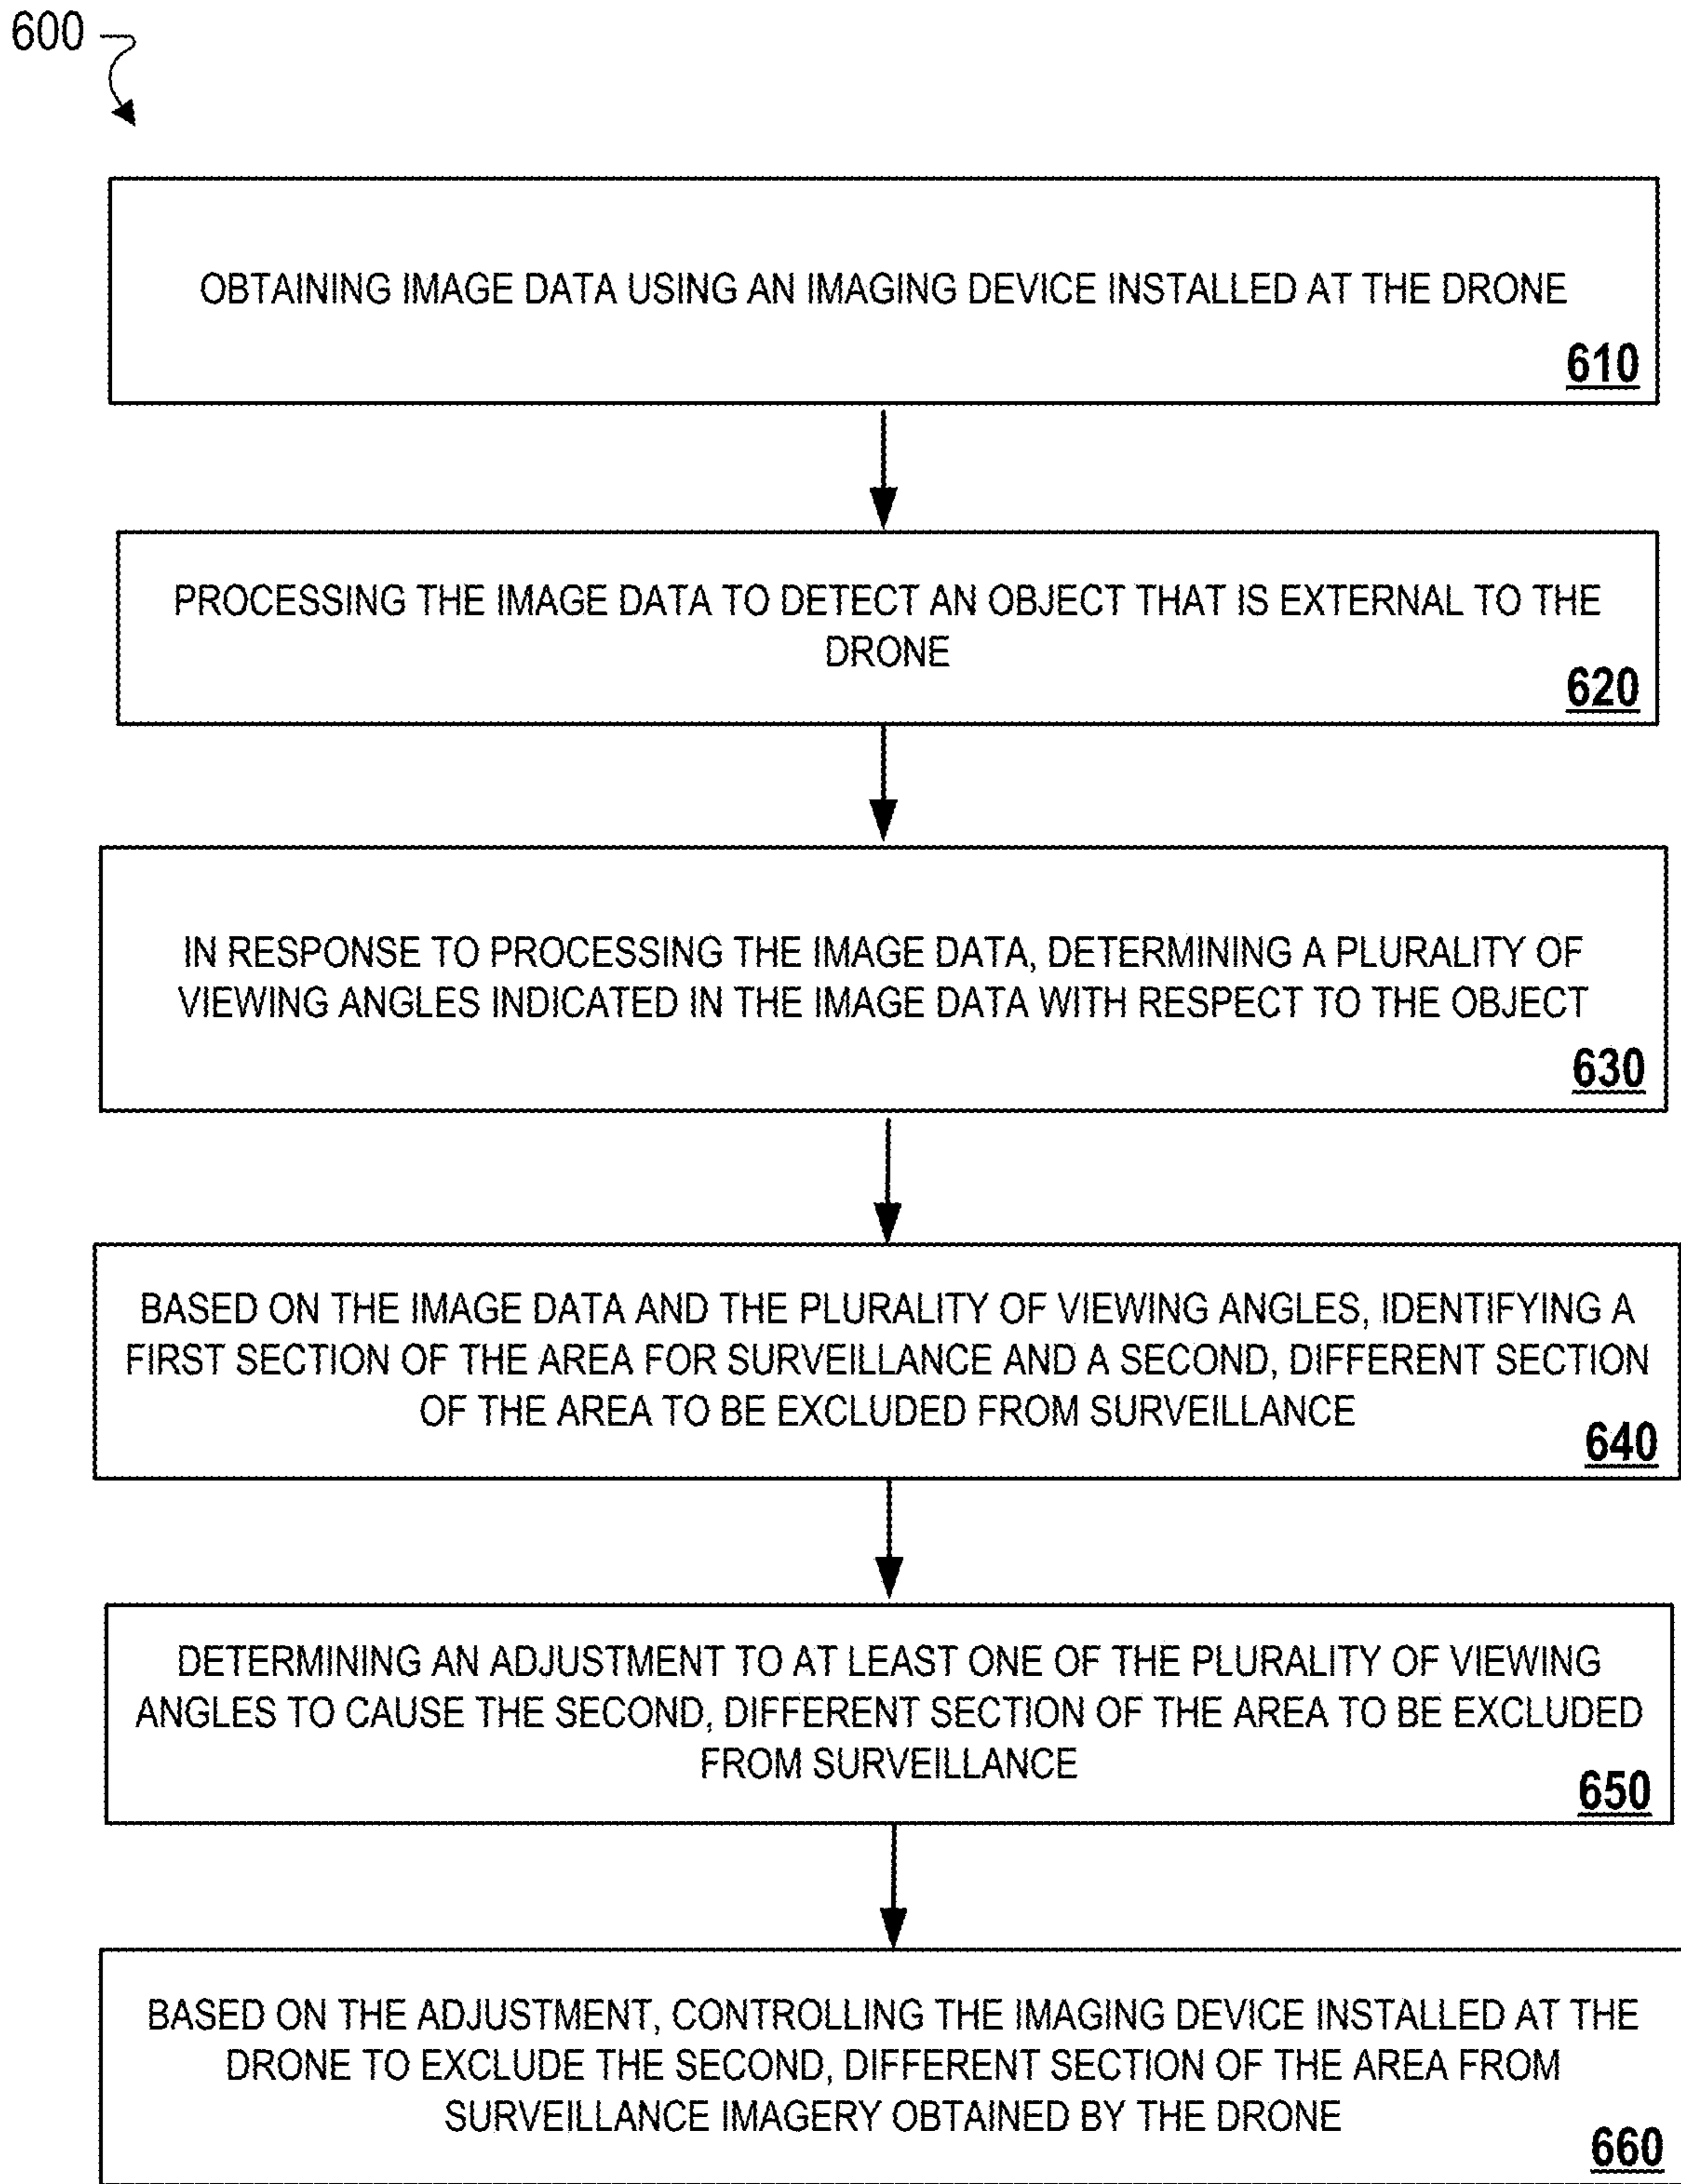 600
OBTAINING IMAGE DATA USING AN IMAGING DEVICE INSTALLED AT THE DRONE
610
PROCESSING THE IMAGE DATA TO DETECT AN OBJECT THAT IS EXTERNAL TO THE
DRONE
620
IN RESPONSE TO PROCESSING THE IMAGE DATA, DETERMINING A PLURALITY OF
VIEWING ANGLES INDICATED IN THE IMAGE DATA WITH RESPECT TO THE OBJECT
630
BASED ON THE IMAGE DATA AND THE PLURALITY OF VIEWING ANGLES, IDENTIFYING A
FIRST SECTION OF THE AREA FOR SURVEILLANCE AND A SECOND, DIFFERENT SECTION
OF THE AREA TO BE EXCLUDED FROM SURVEILLANCE
640
DETERMINING AN ADJUSTMENT TO AT LEAST ONE OF THE PLURALITY OF VIEWING
ANGLES TO CAUSE THE SECOND, DIFFERENT SECTION OF THE AREA TO BE EXCLUDED
FROM SURVEILLANCE
650
BASED ON THE ADJUSTMENT, CONTROLLING THE IMAGING DEVICE INSTALLED AT THE
DRONE TO EXCLUDE THE SECOND, DIFFERENT SECTION OF THE AREA FROM
SURVEILLANCE IMAGERY OBTAINED BY THE DRONE
660